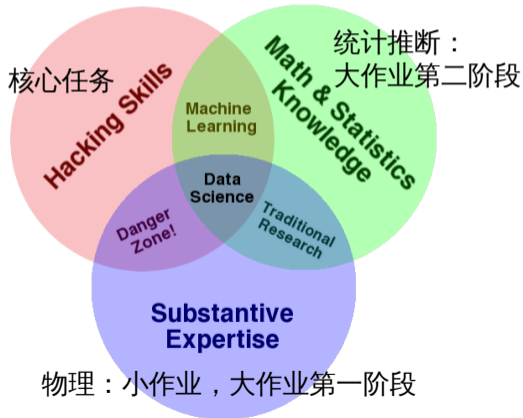 统计推断：
大作业第二阶段
核心任务
Hacking Skills
Math & Statistics
Knowledge
Machine
Learning
Data
Science
Danger
Zone!
Traditional
Research
Substantive
Expertise
物理：小作业，大作业第一阶段